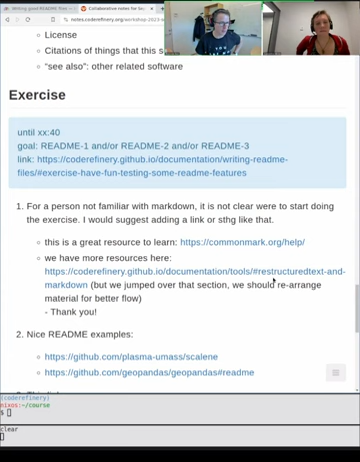 Writing good README files
Collaborative notes for
notes.coderefinery.org/workshop-2023-
License
Citations of things that this s
"see also": other related software
Exercise
until xx:40
goal: README-1 and/or README-2 and/or README-3
link: https://coderefinery.github.io/documentation/writing-readme-
files/#exercise-have-fun-testing-some-readme-features
1. For a person not familiar with markdown, it is not clear were to start doing
the exercise. I would suggest adding a link or sthg like that.
this is a great resource to learn: https://commonmark.org/help/
we have more resources here:
https://coderefinery.github.io/documentation/tools/#restructuredtext-and-
markdown (but we jumped over that section, we should re-arrange
material for better flow)
- Thank you!
2. Nice README examples:
https://github.com/plasma-umass/scalene
https://github.com/geopandas/geopandas#readme
(coderefinery)
nixos:~/course
$
clear